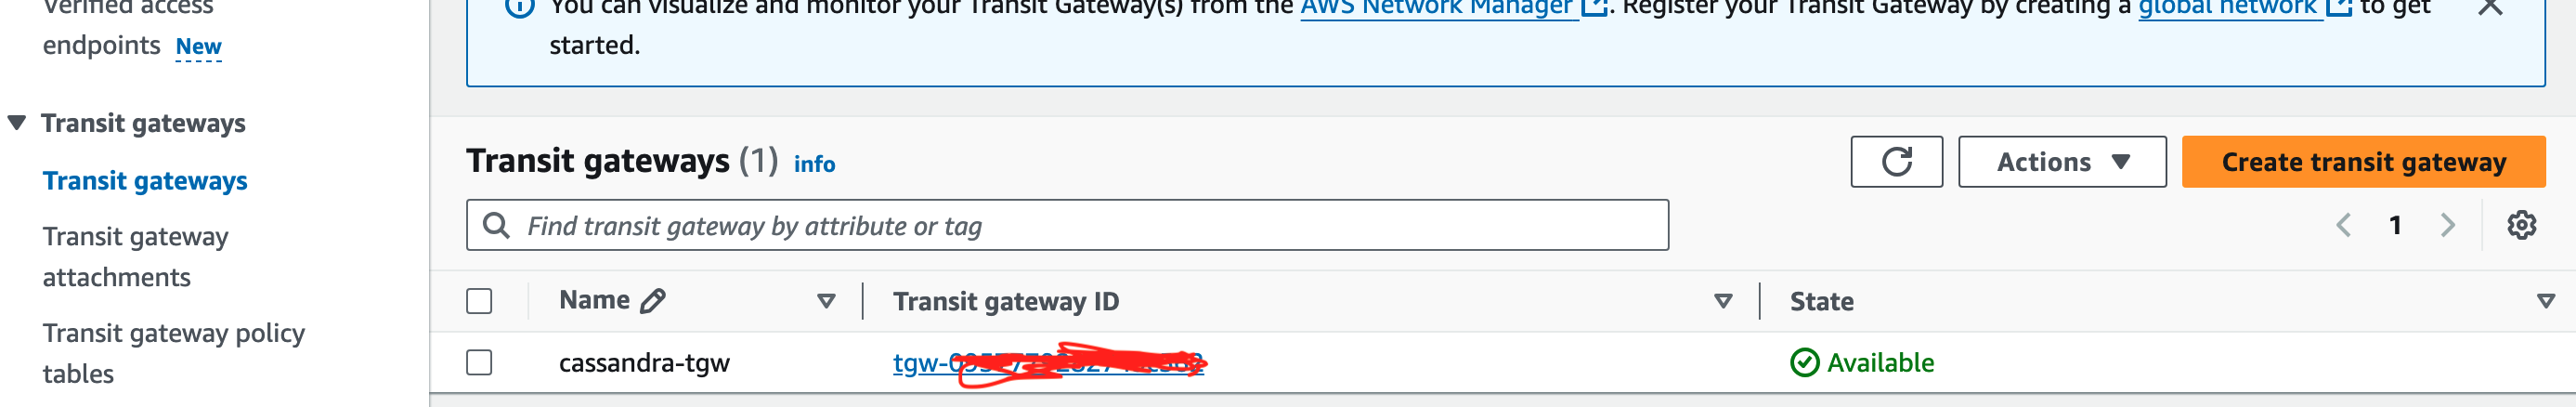 Verified access
endpoints New
Transit gateways
Transit gateways
Transit gateway
attachments
Transit gateway policy
tables
You can visualize and monitor your Transit Gateway(s) from the AWS Network Manager. Register your Transit Gateway by creating a global network to get
started.
Transit gateways (1) info
Actions
Create transit gateway
Find transit gateway by attribute or tag
1
Name
Transit gateway ID
State
cassandra-tgw
tgw-
Available